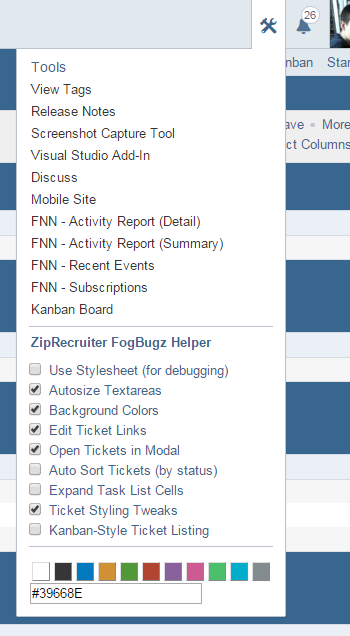 26
Tools
View Tags
Release Notes
Screenshot Capture Tool
Visual Studio Add-In
Discuss
Mobile Site
FNN - Activity Report (Detail)
FNN - Activity Report (Summary)
FNN - Recent Events
FNN - Subscriptions
Kanban Board
ZipRecruiter FogBugz Helper
Use Stylesheet (for debugging)
Autosize Textareas
Background Colors
Edit Ticket Links
Open Tickets in Modal
Auto Sort Tickets (by status)
Expand Task List Cells
Ticket Styling Tweaks
Kanban-Style Ticket Listing
#39668E
nban Star
ave • More
ct Columns